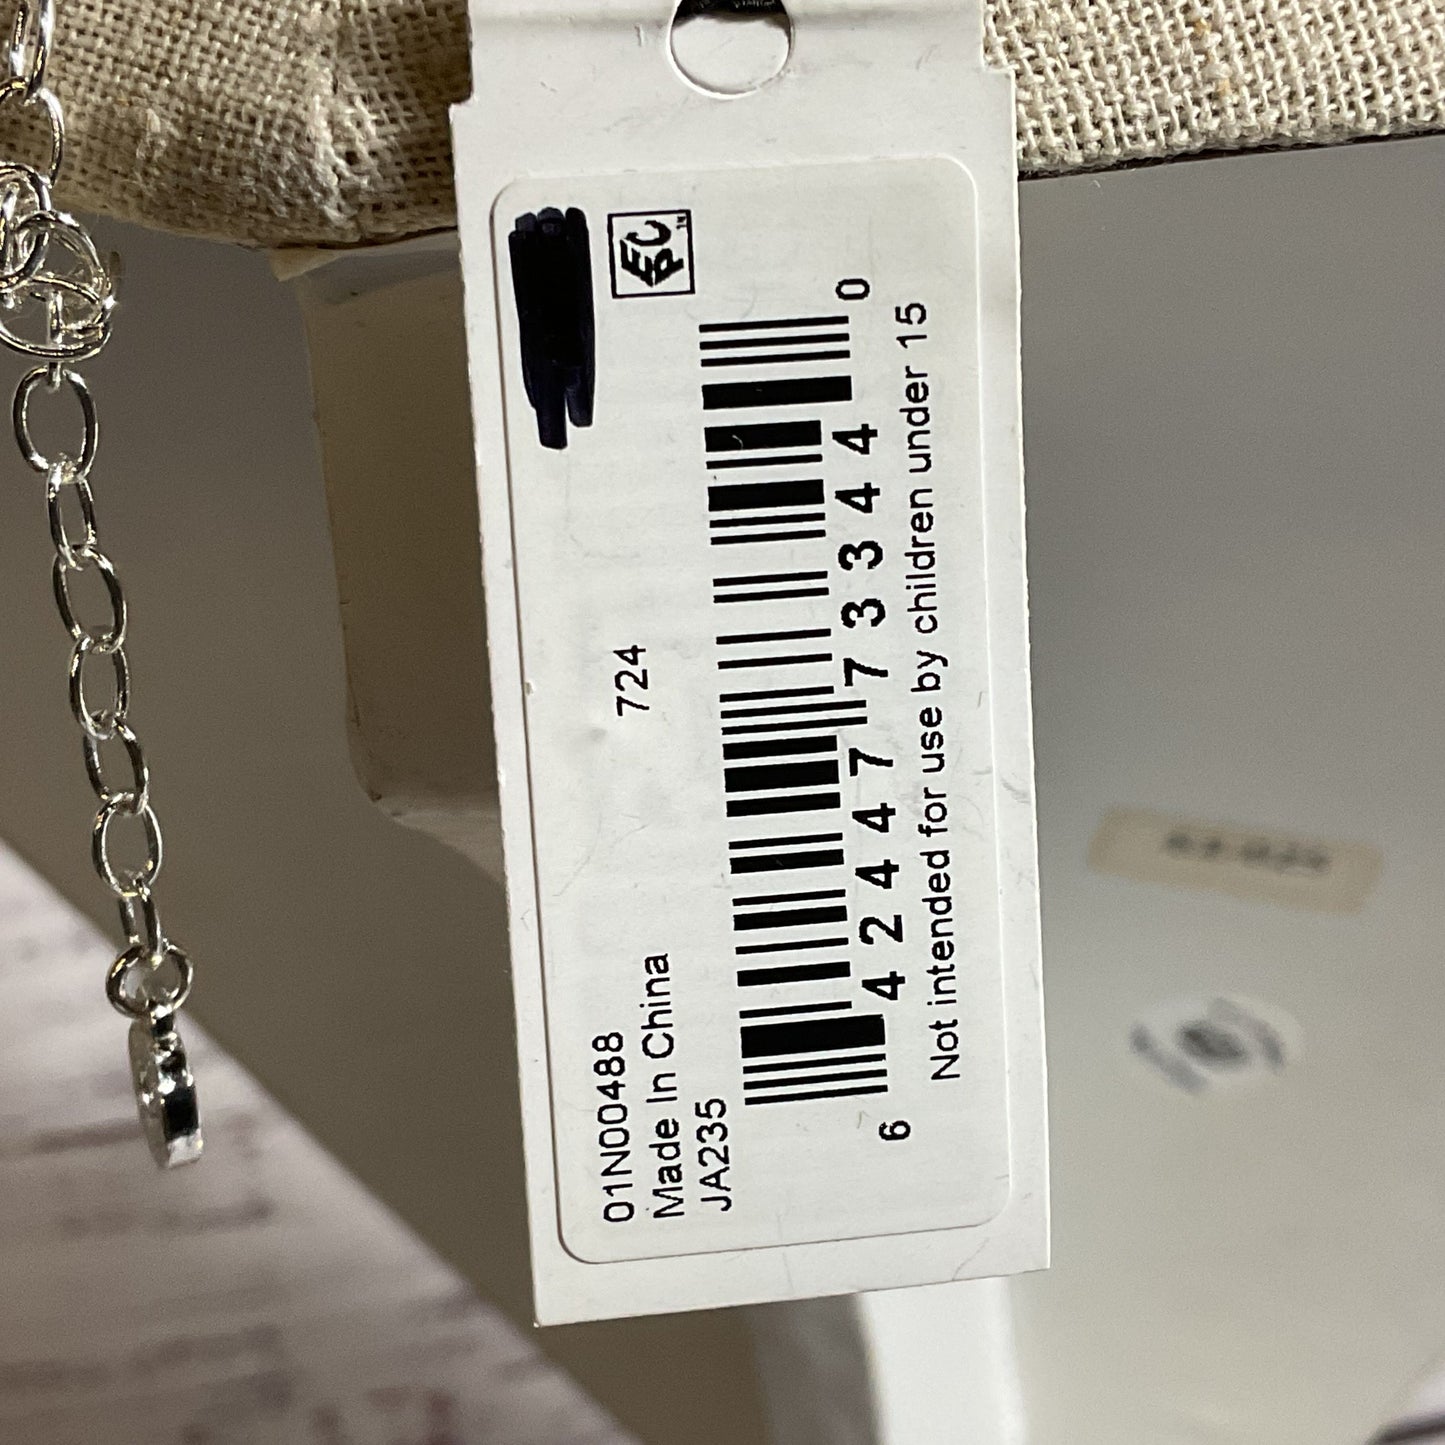 01N00488
724
Made In China
JA235
6 42447 73344 0
Not intended for use by children under 15